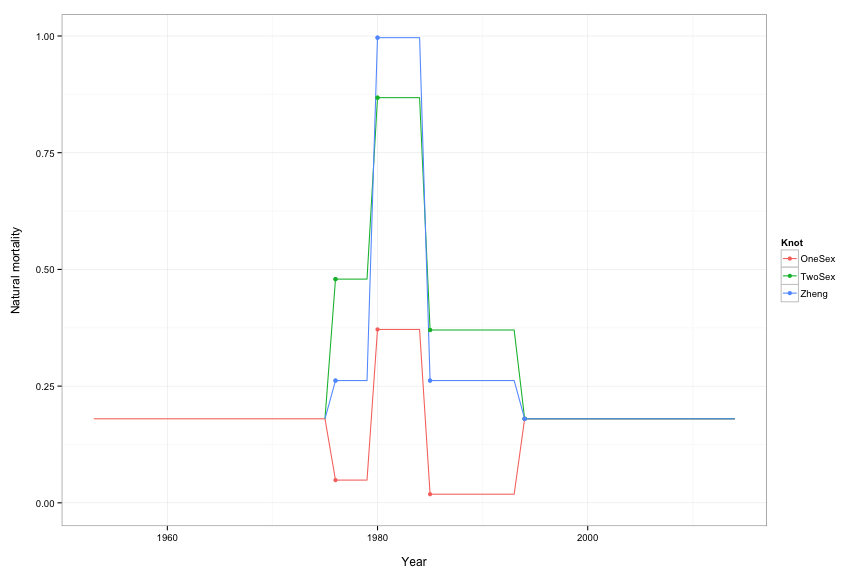 1.00
0.75
0.50
0.25
0.00
Natural mortality
1960
1980
2000
Year
Knot
OneSex
TwoSex
Zheng